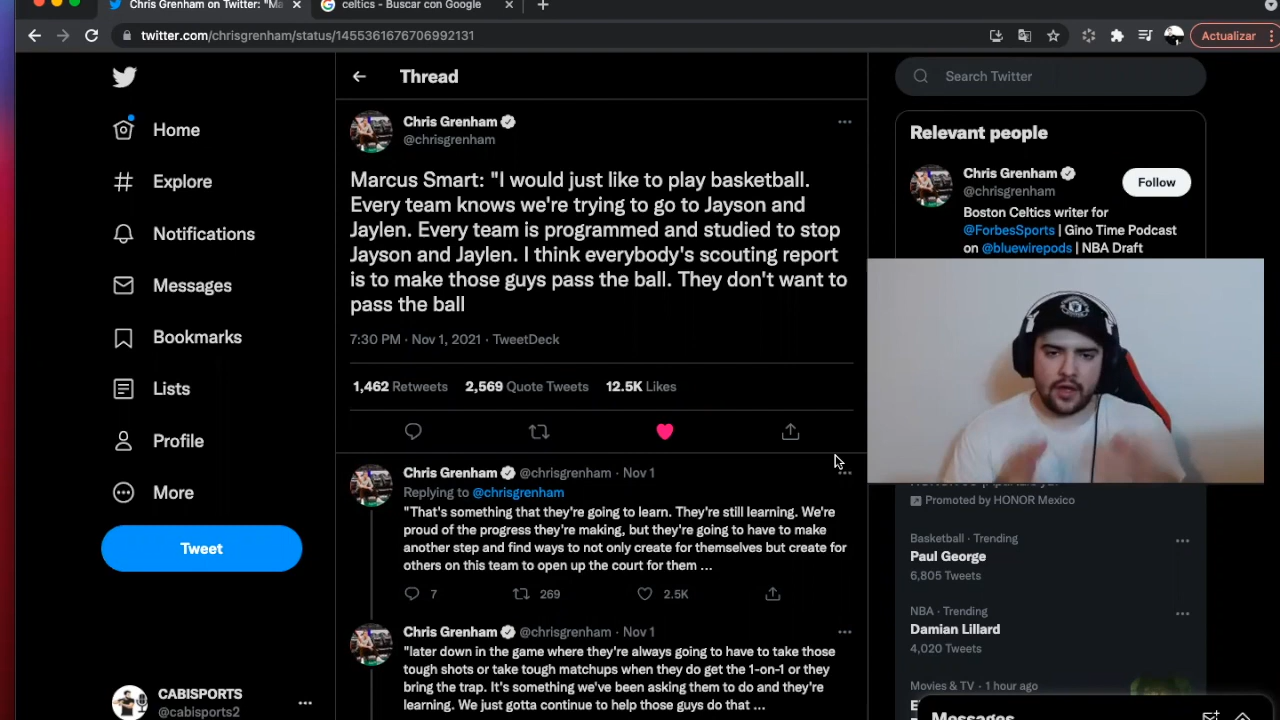 Chris Grenham on Twitter: "Ma
celtics - Buscar con Google
twitter.com/chrisgrenham/status/1455361676706992131
Actualizar
Home
Explore
Notifications
Messages
Bookmarks
Lists
Profile
More
Tweet
CABISPORTS
@cabisports2
Thread
Chris Grenham
@chrisgrenham
Marcus Smart: "I would just like to play basketball.
Every team knows we're trying to go to Jayson and
Jaylen. Every team is programmed and studied to stop
Jayson and Jaylen. I think everybody's scouting report
is to make those guys pass the ball. They don't want to
pass the ball
7:30 PM · Nov 1, 2021 · TweetDeck
1,462 Retweets 2,569 Quote Tweets 12.5K Likes
Chris Grenham @chrisgrenham · Nov 1
Replying to @chrisgrenham
"That's something that they're going to learn. They're still learning. We're
proud of the progress they're making, but they're going to have to make
another step and find ways to not only create for themselves but create for
others on this team to open up the court for them ...
7 269 2.5K
Chris Grenham @chrisgrenham · Nov 1
"later down in the game where they're always going to have to take those
tough shots or take tough matchups when they do get the 1-on-1 or they
bring the trap. It's something we've been asking them to do and they're
learning. We just gotta continue to help those guys do that ...
Search Twitter
Relevant people
Chris Grenham
@chrisgrenham
Follow
Boston Celtics writer for
@ForbesSports | Gino Time Podcast
on @bluewirepods | NBA Draft
Promoted by HONOR Mexico
Basketball · Trending
Paul George
6,805 Tweets
NBA · Trending
Damian Lillard
4,020 Tweets
Movies & TV · 1 hour ago
Messages